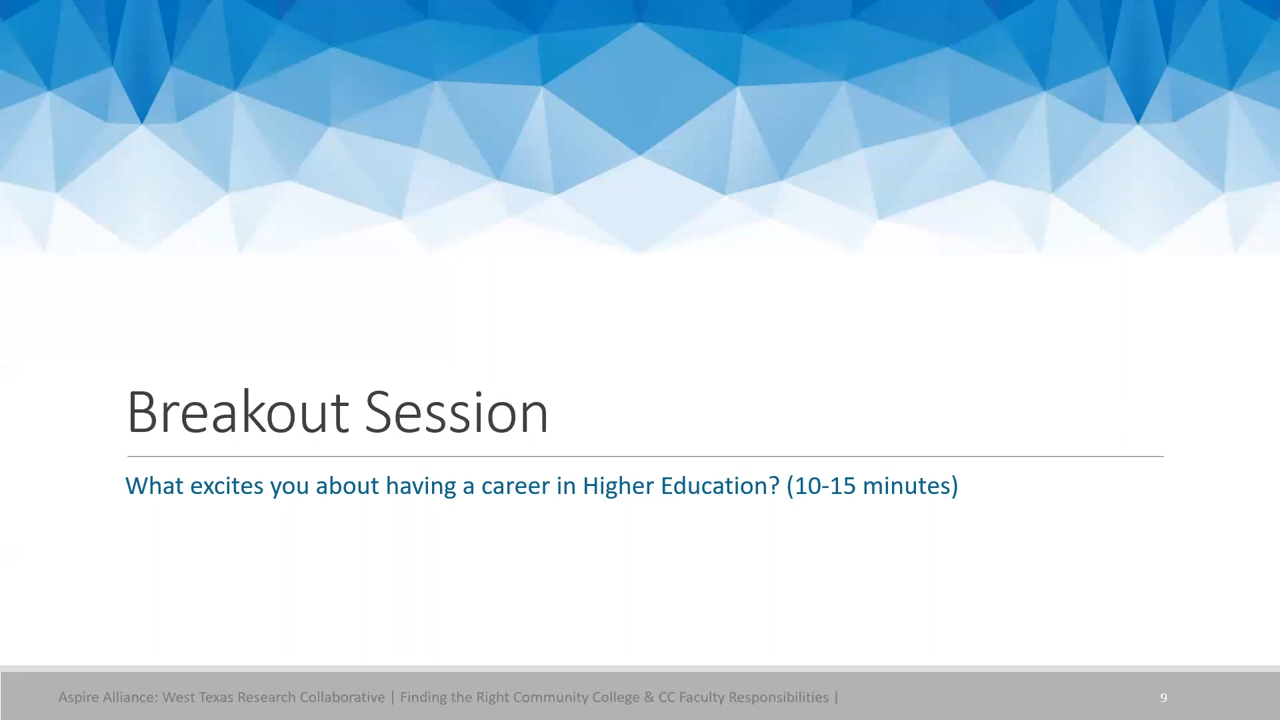 Breakout Session
What excites you about having a career in Higher Education? (10-15 minutes)
Aspire Alliance: West Texas Research Collaborative | Finding the Right Community College & CC Faculty Responsibilities |
9